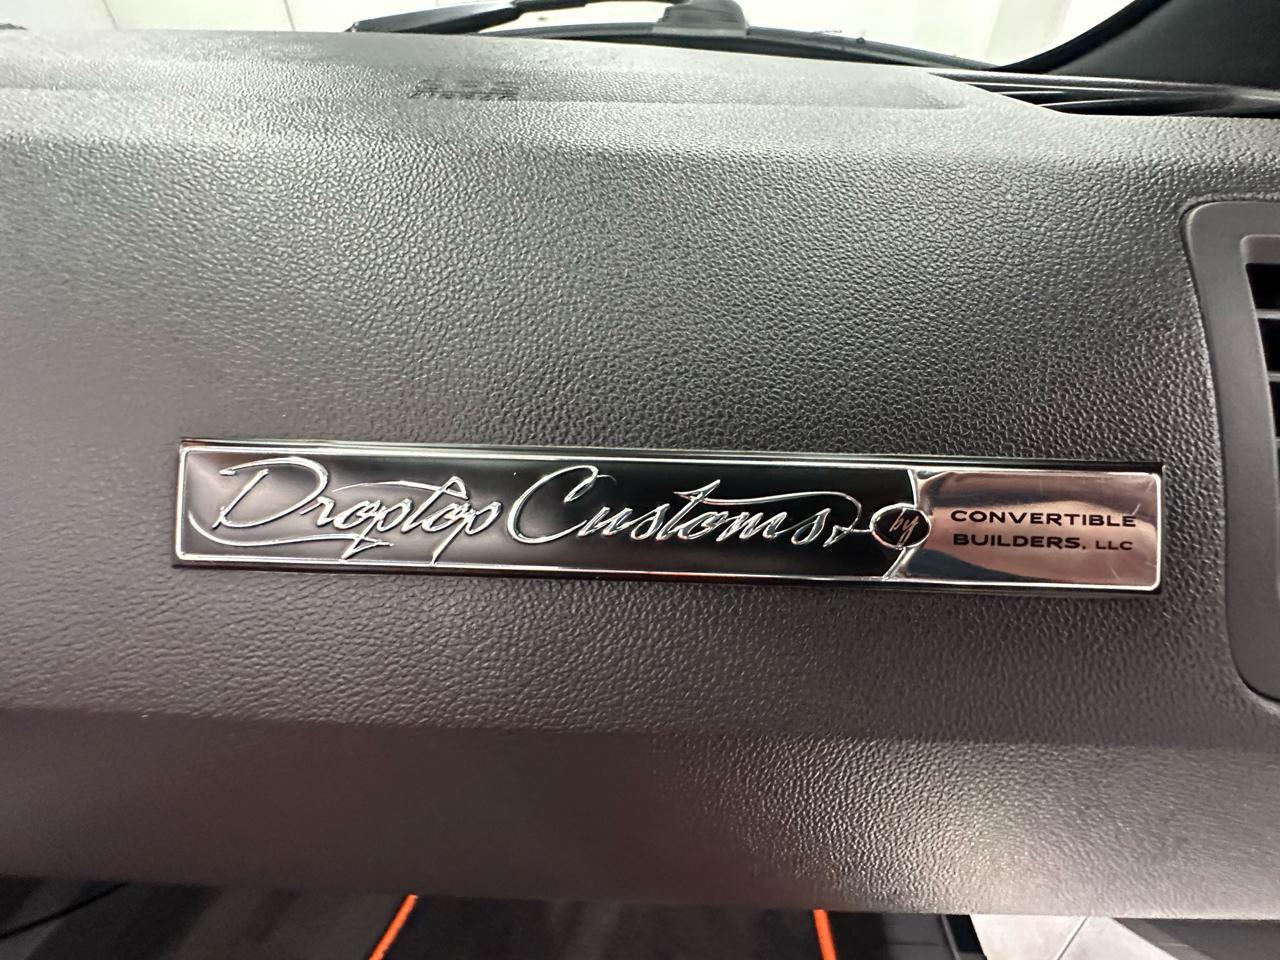 Droptop Customs by CONVERTIBLE
BUILDERS, LLC